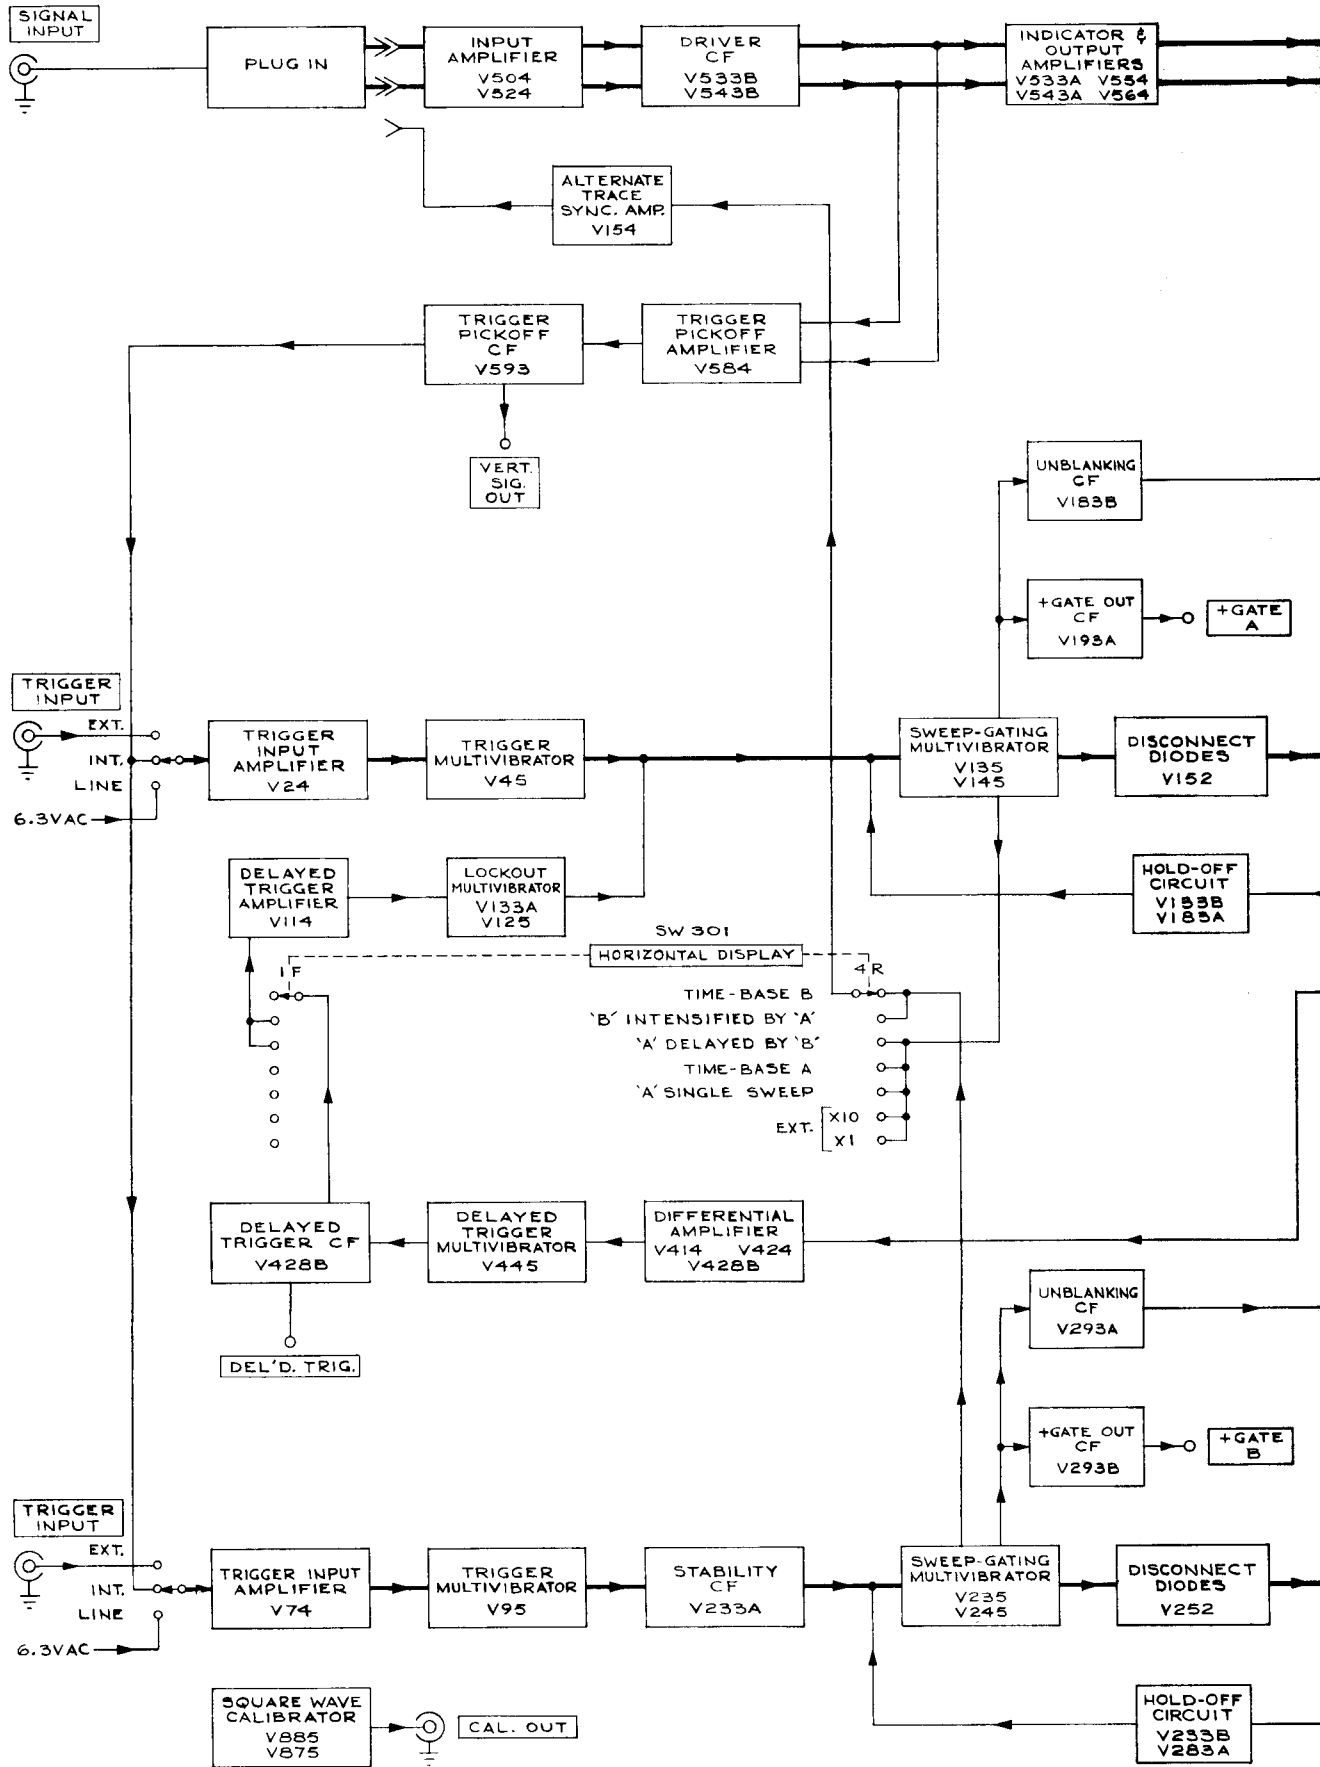 SIGNAL
INPUT
PLUG IN
INPUT
AMPLIFIER
V504
V524
DRIVER
CF
V533B
V543B
INDICATOR &
OUTPUT
AMPLIFIERS
V533A V554
V543A V564
ALTERNATE
TRACE
SYNC. AMP.
V154
TRIGGER
PICKOFF
CF
V593
TRIGGER
PICKOFF
AMPLIFIER
V584
VERT.
SIG.
OUT
UNBLANKING
CF
V183B
+GATE OUT
CF
V193A
+GATE
A
TRIGGER
INPUT
EXT.
INT.
LINE
6.3VAC
TRIGGER
INPUT
AMPLIFIER
V24
TRIGGER
MULTIVIBRATOR
V45
SWEEP-GATING
MULTIVIBRATOR
V135
V145
DISCONNECT
DIODES
V152
DELAYED
TRIGGER
AMPLIFIER
V114
LOCKOUT
MULTIVIBRATOR
V133A
V125
HOLD-OFF
CIRCUIT
V133B
V183A
SW 301
HORIZONTAL DISPLAY
1 F
4 R
TIME-BASE B
'B' INTENSIFIED BY 'A'
'A' DELAYED BY 'B'
TIME-BASE A
'A' SINGLE SWEEP
EXT.
X10
X1
DELAYED
TRIGGER CF
V428B
DELAYED
TRIGGER
MULTIVIBRATOR
V445
DIFFERENTIAL
AMPLIFIER
V414 V424
V428B
DEL'D. TRIG.
UNBLANKING
CF
V293A
+GATE OUT
CF
V293B
+GATE
B
TRIGGER
INPUT
EXT.
INT.
LINE
6.3VAC
TRIGGER INPUT
AMPLIFIER
V74
TRIGGER
MULTIVIBRATOR
V95
STABILITY
CF
V233A
SWEEP-GATING
MULTIVIBRATOR
V235
V245
DISCONNECT
DIODES
V252
SQUARE WAVE
CALIBRATOR
V885
V875
CAL. OUT
HOLD-OFF
CIRCUIT
V233B
V283A